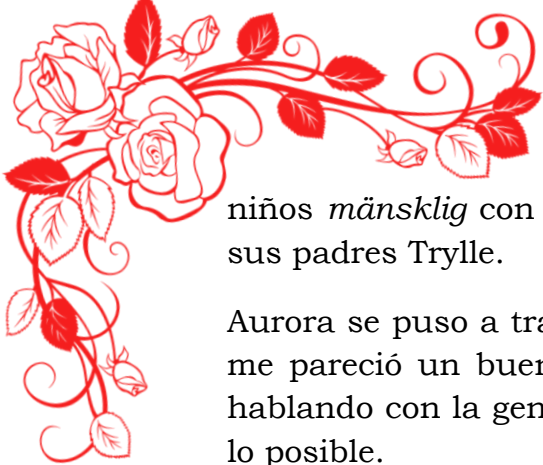 niños mänsklig con
sus padres Trylle.
Aurora se puso a tra
me pareció un buen
hablando con la gen
lo posible.